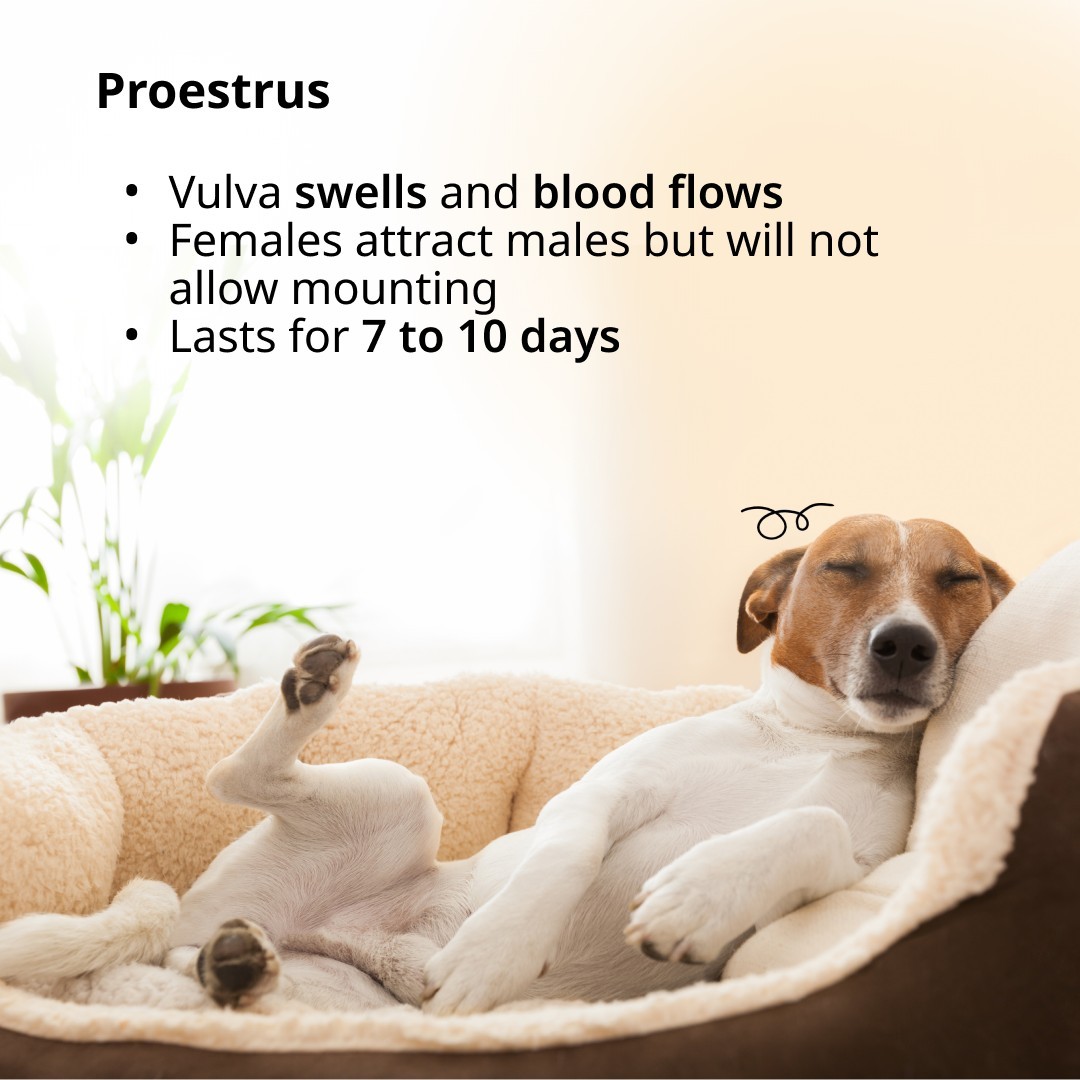 Proestrus
• Vulva swells and blood flows
• Females attract males but will not
allow mounting
• Lasts for 7 to 10 days